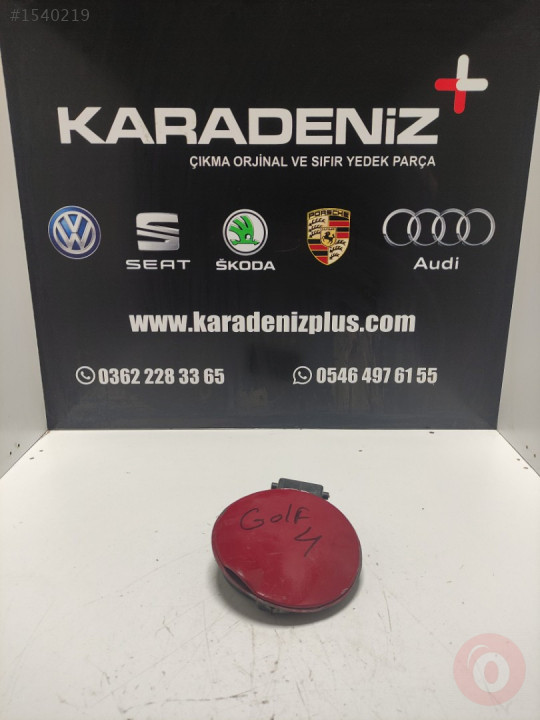 #1540219
KARADENiZ
ÇIKMA ORJİNAL VE SIFIR YEDEK PARÇA
PORSCHE
SEAT
ŠKODA
Audi
www.karadenizplus.com
0362 228 33 65
0546 497 61 55
Golf
4